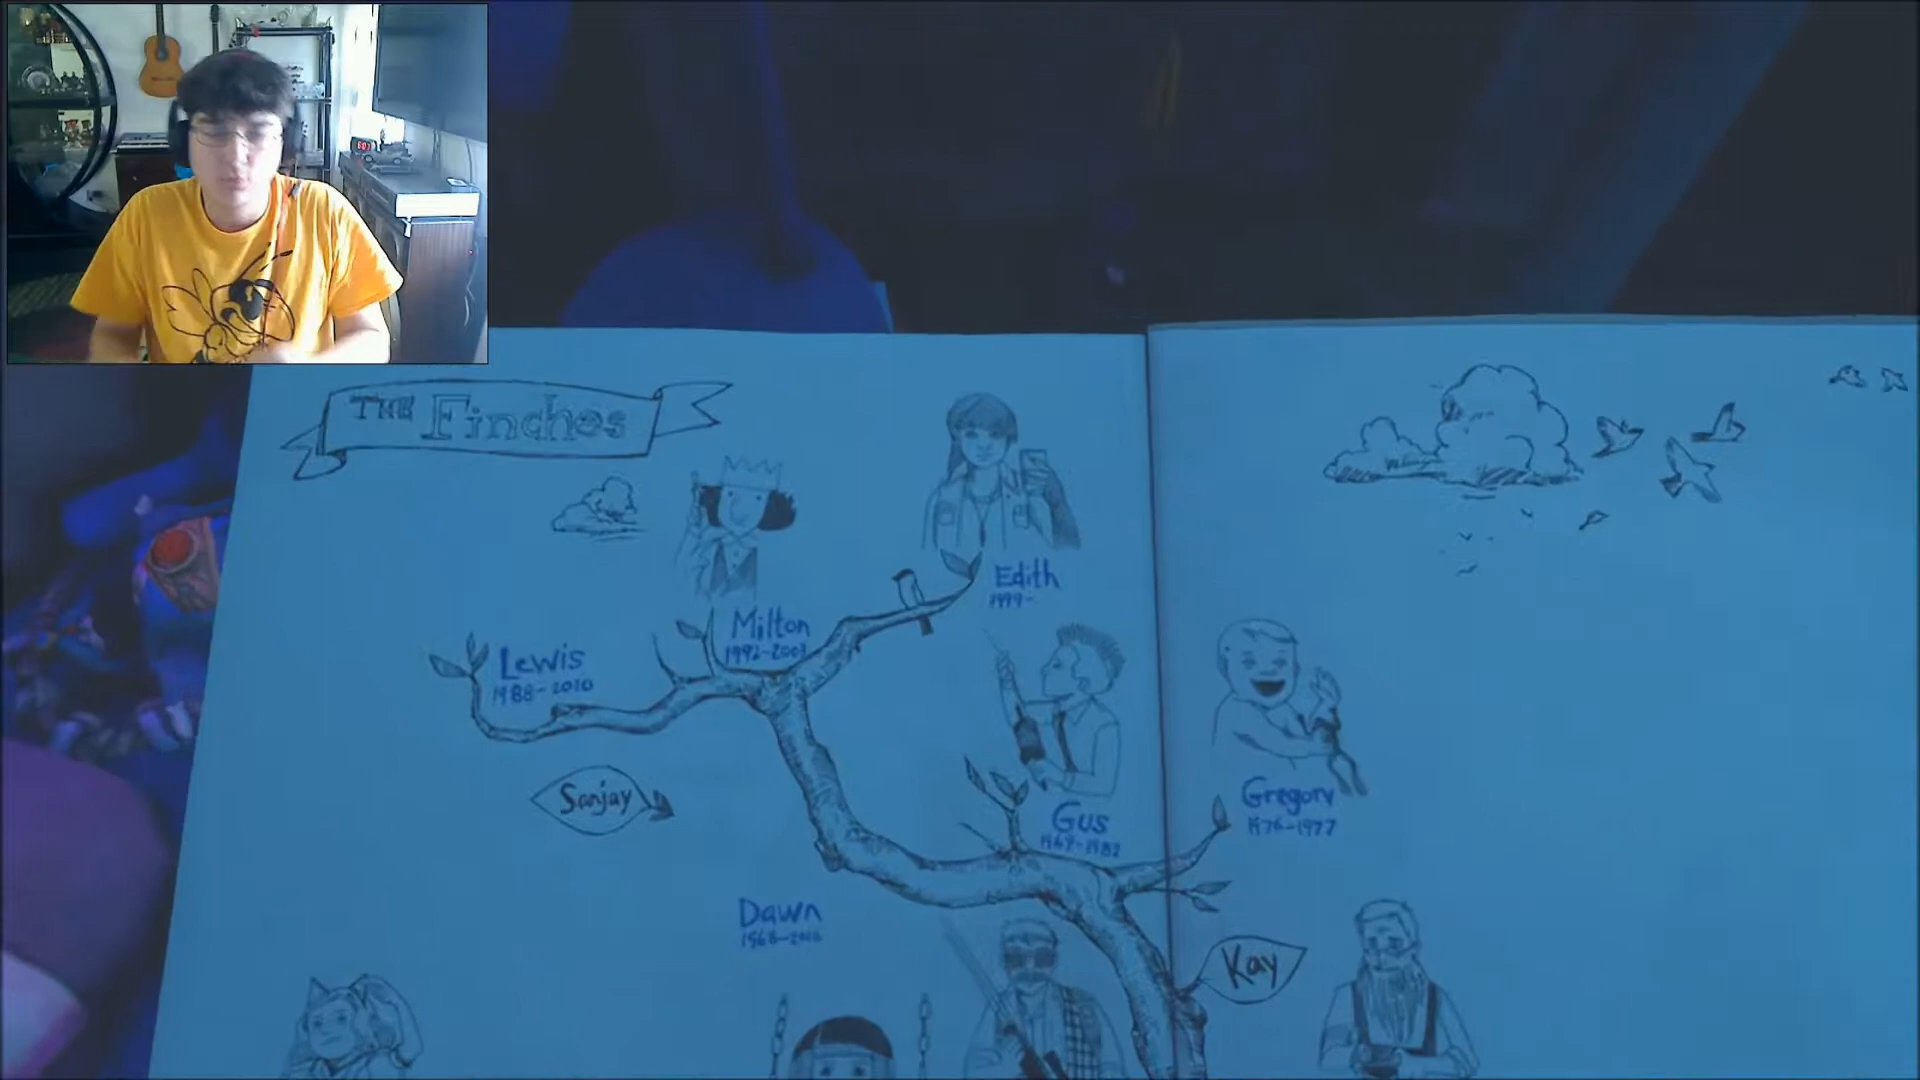 THE Finches
Edith
1999-
Milton
1992-2003
Lewis
1988-2010
Sanjay
Gregory
1976-1977
Gus
1969-1982
Dawn
1968-2016
Kay